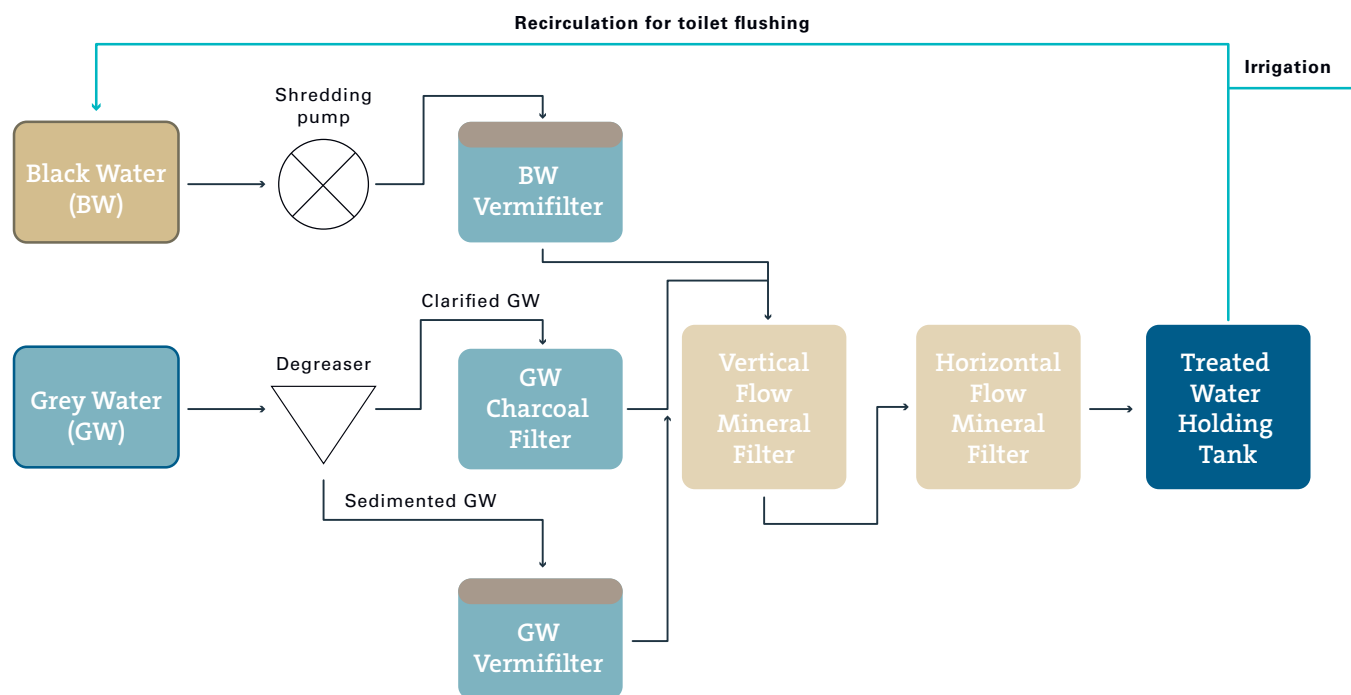 Recirculation for toilet flushing
Irrigation
Shredding
pump
Black Water
(BW)
BW
Vermifilter
Clarified GW
Degreaser
Grey Water
(GW)
GW
Charcoal
Filter
Vertical
Flow
Mineral
Filter
Horizontal
Flow
Mineral
Filter
Treated
Water
Holding
Tank
Sedimented GW
GW
Vermifilter